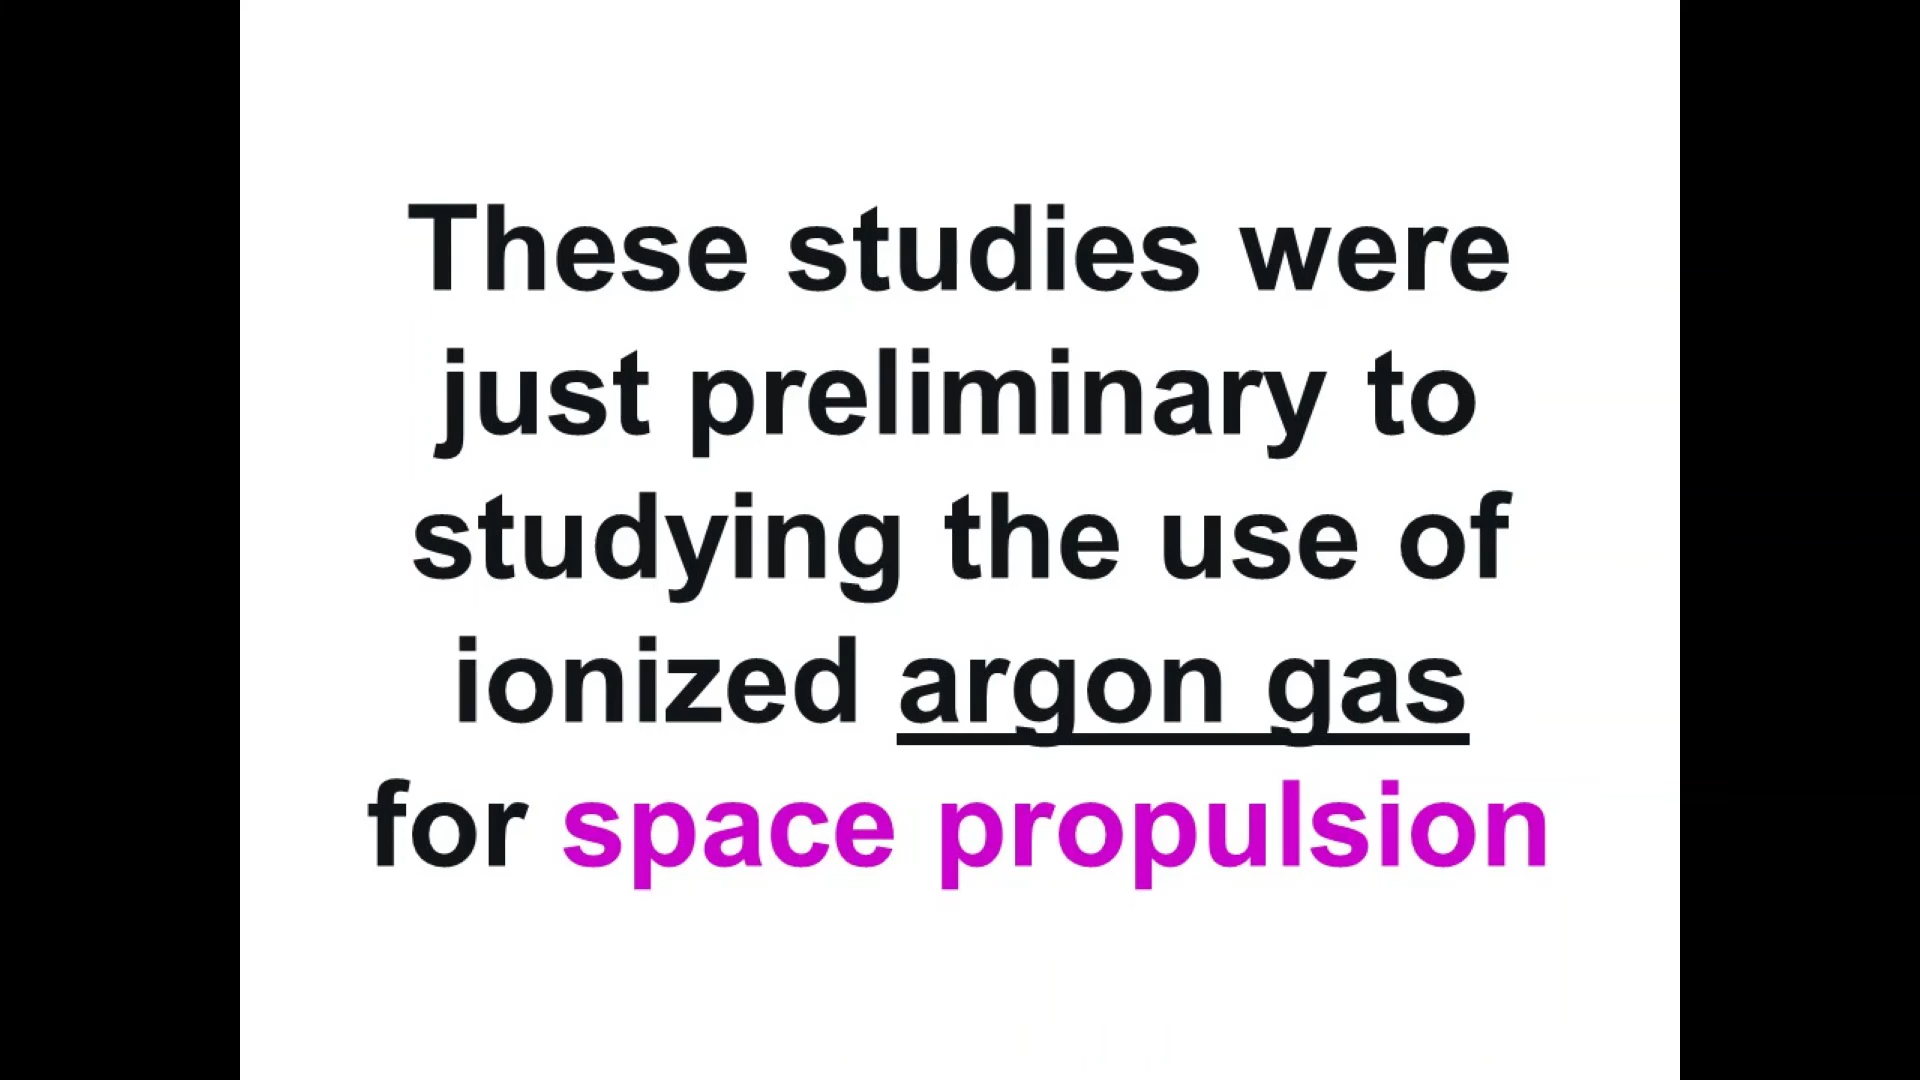 These studies were
just preliminary to
studying the use of
ionized argon gas
for space propulsion